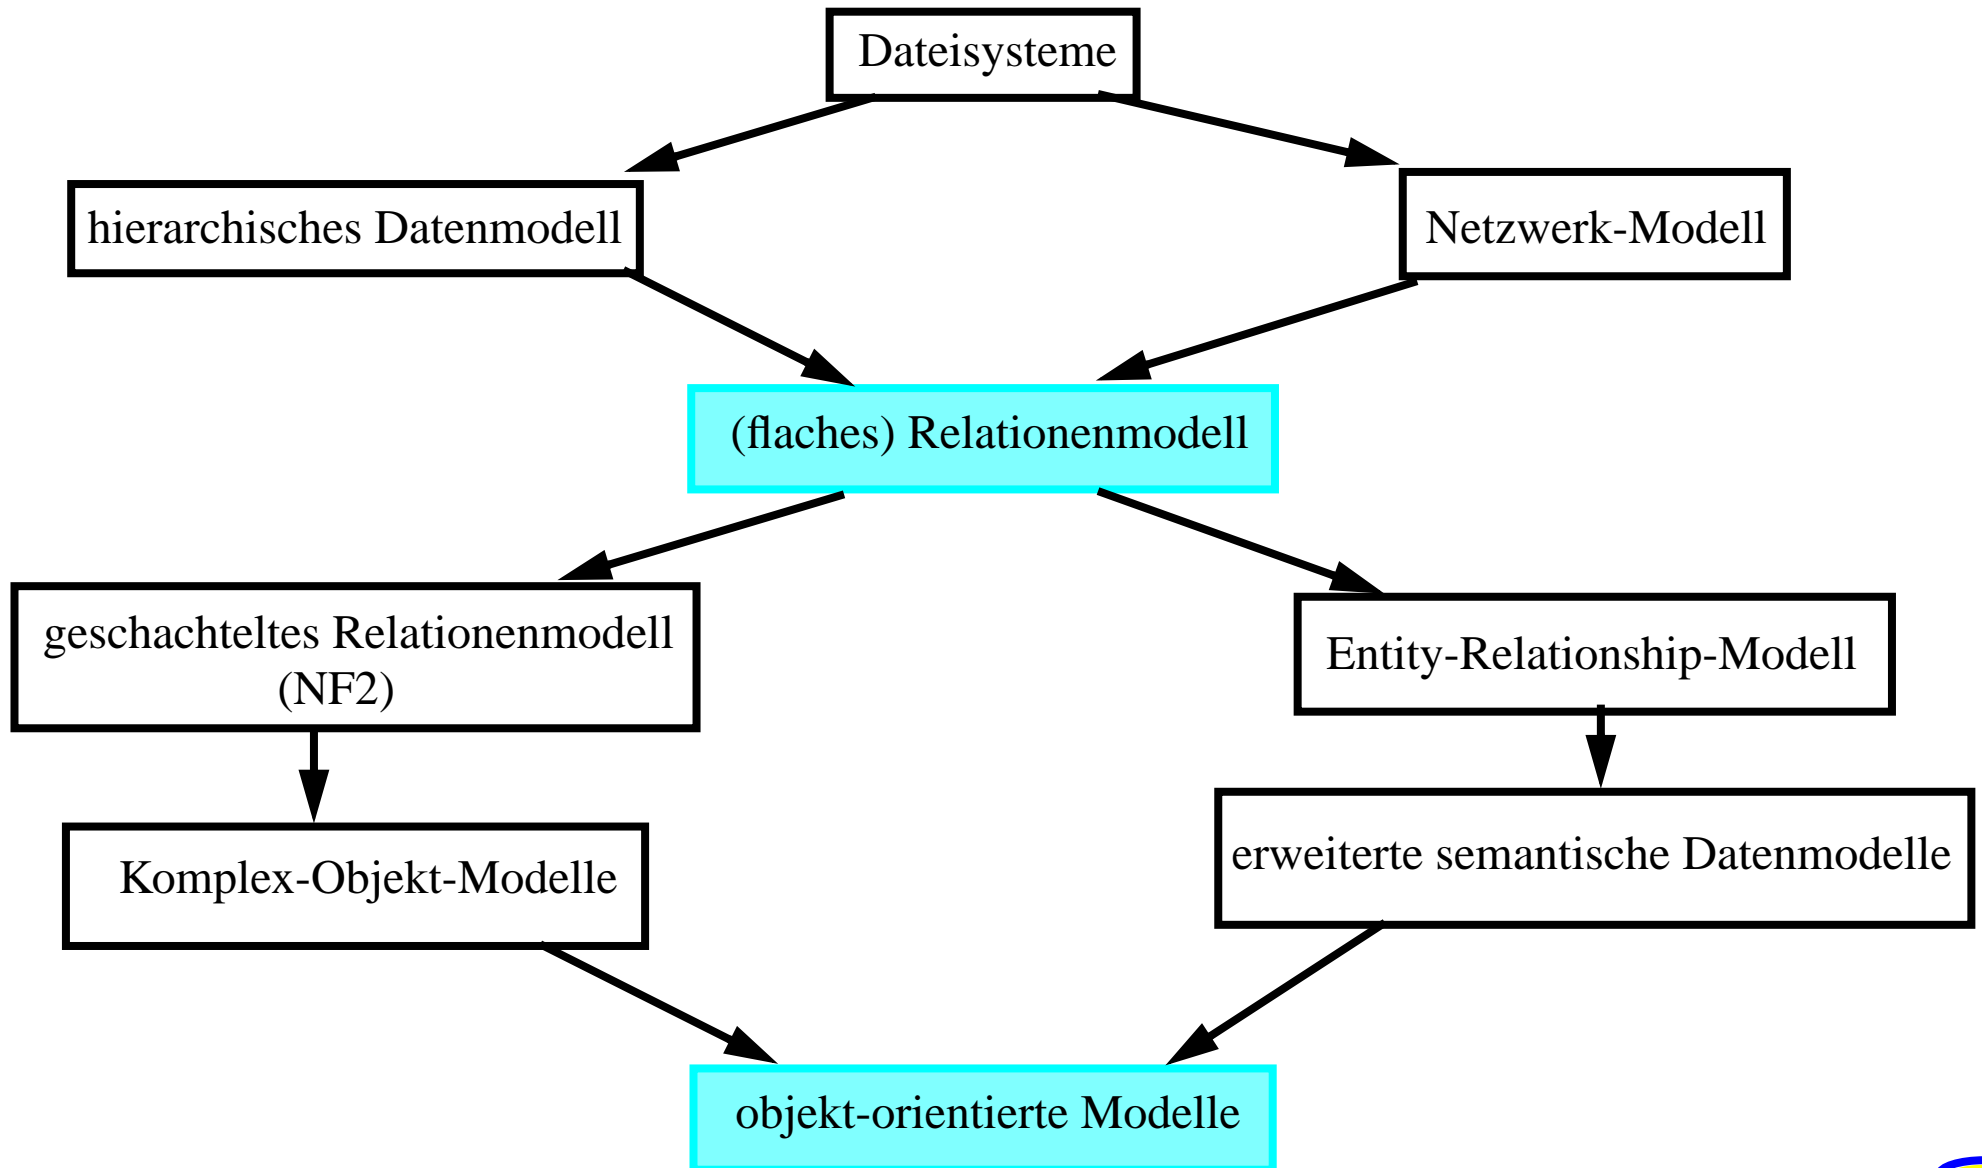 Dateisysteme
hierarchisches Datenmodell
Netzwerk-Modell
(flaches) Relationenmodell
geschachteltes Relationenmodell
(NF2)
Entity-Relationship-Modell
Komplex-Objekt-Modelle
erweiterte semantische Datenmodelle
objekt-orientierte Modelle